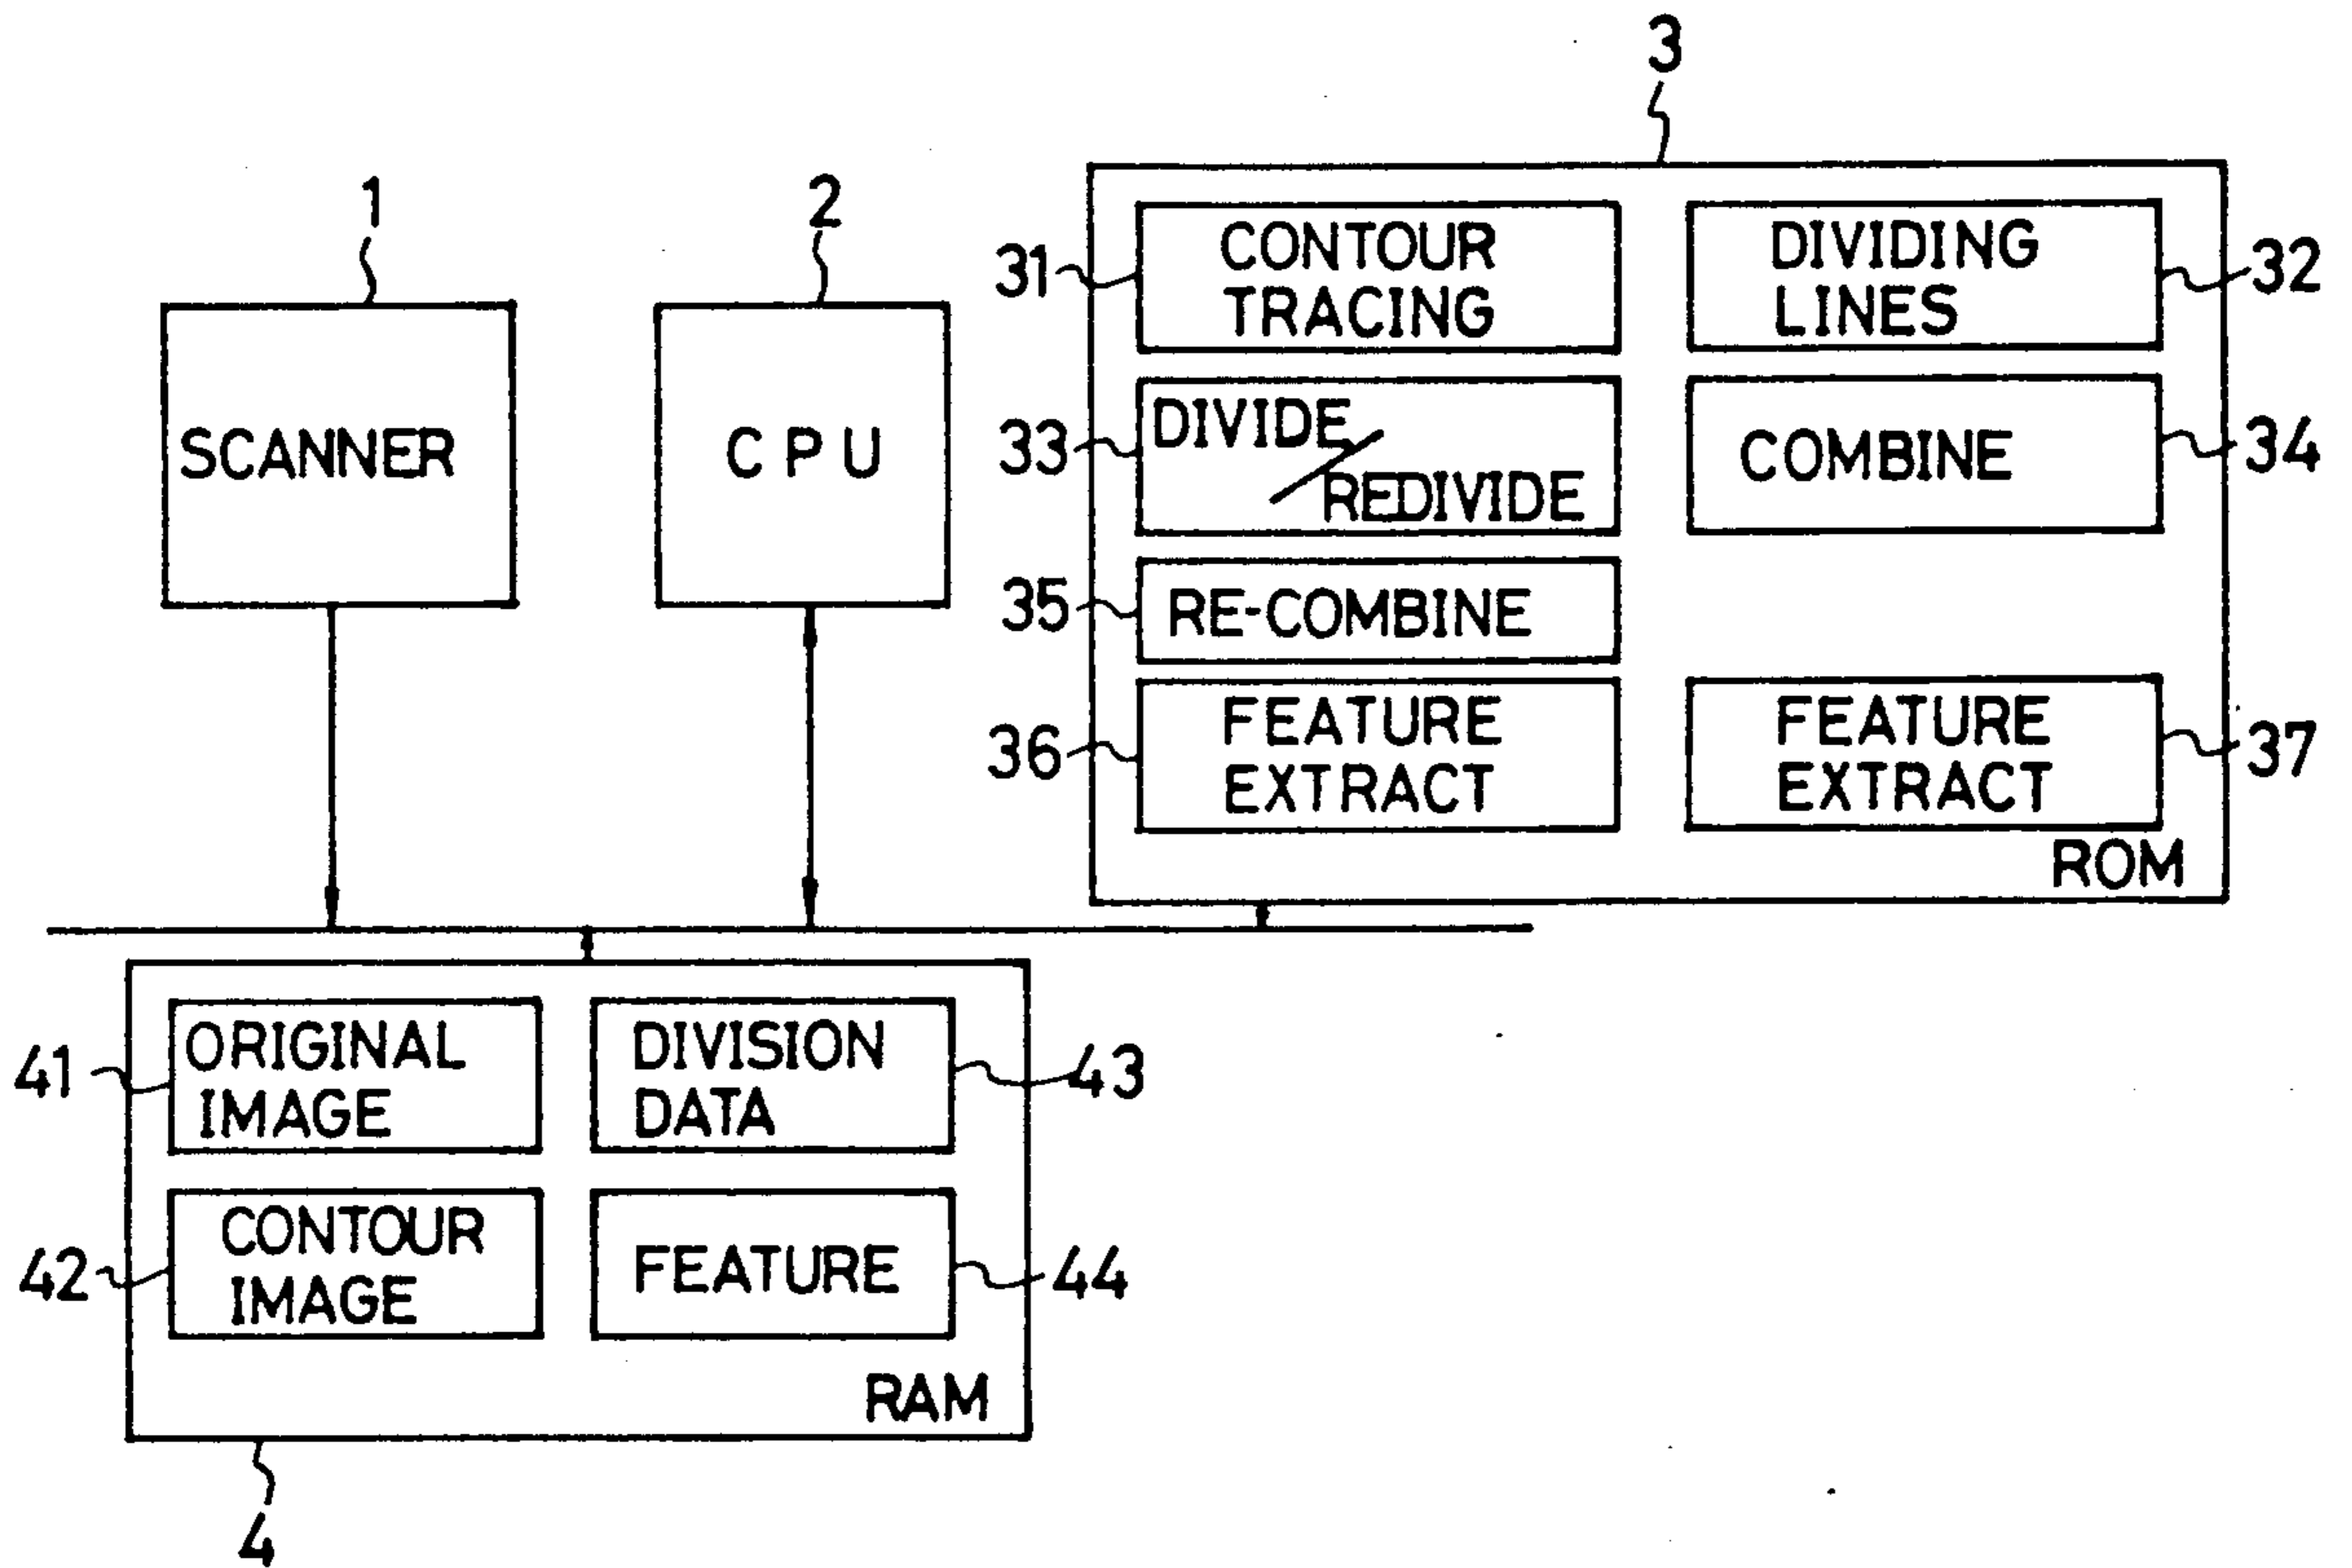 3
1
2
CONTOUR
TRACING
31
DIVIDING
LINES
32
SCANNER
CPU
DIVIDE/
REDIVIDE
33
COMBINE
34
RE-COMBINE
35
FEATURE
EXTRACT
36
FEATURE
EXTRACT
37
ROM
ORIGINAL
IMAGE
41
DIVISION
DATA
43
CONTOUR
IMAGE
42
FEATURE
44
RAM
4